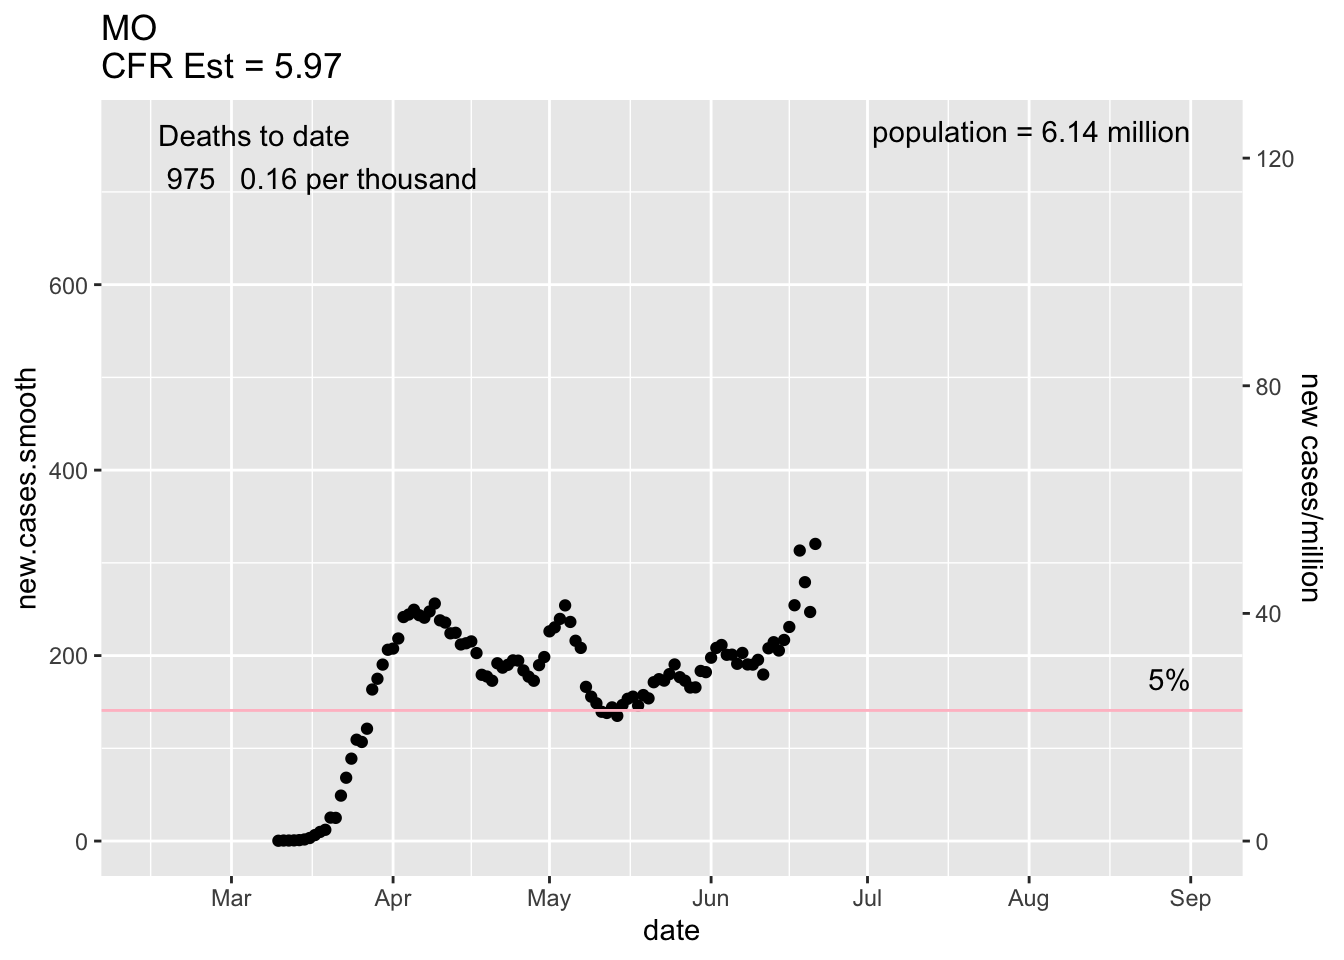 MO
CFR Est = 5.97
Deaths to date
975 0.16 per thousand
population = 6.14 million
120
600
80
400
40
200
5%
0
0
new.cases.smooth
new cases/million
Mar Apr May Jun Jul Aug Sep
date